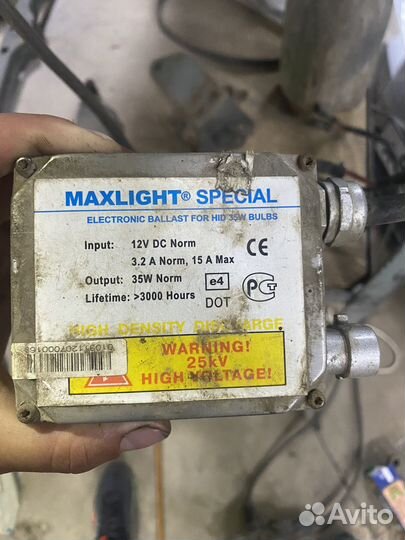 MAXLIGHT® SPECIAL
ELECTRONIC BALLAST FOR HID 35W BULBS
Input: 12V DC Norm
3.2 A Norm, 15 A Max
CE
Output: 35W Norm
e4
Lifetime: >3000 Hours
DOT
HIGH DENSITY DISCHARGE
WARNING!
25kV
HIGH VOLTAGE!
Avito